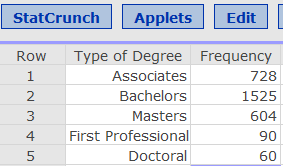 StatCrunch Applets Edit
Row Type of Degree Frequency
1 Associates 728
2 Bachelors 1525
3 Masters 604
4 First Professional 90
5 Doctoral 60